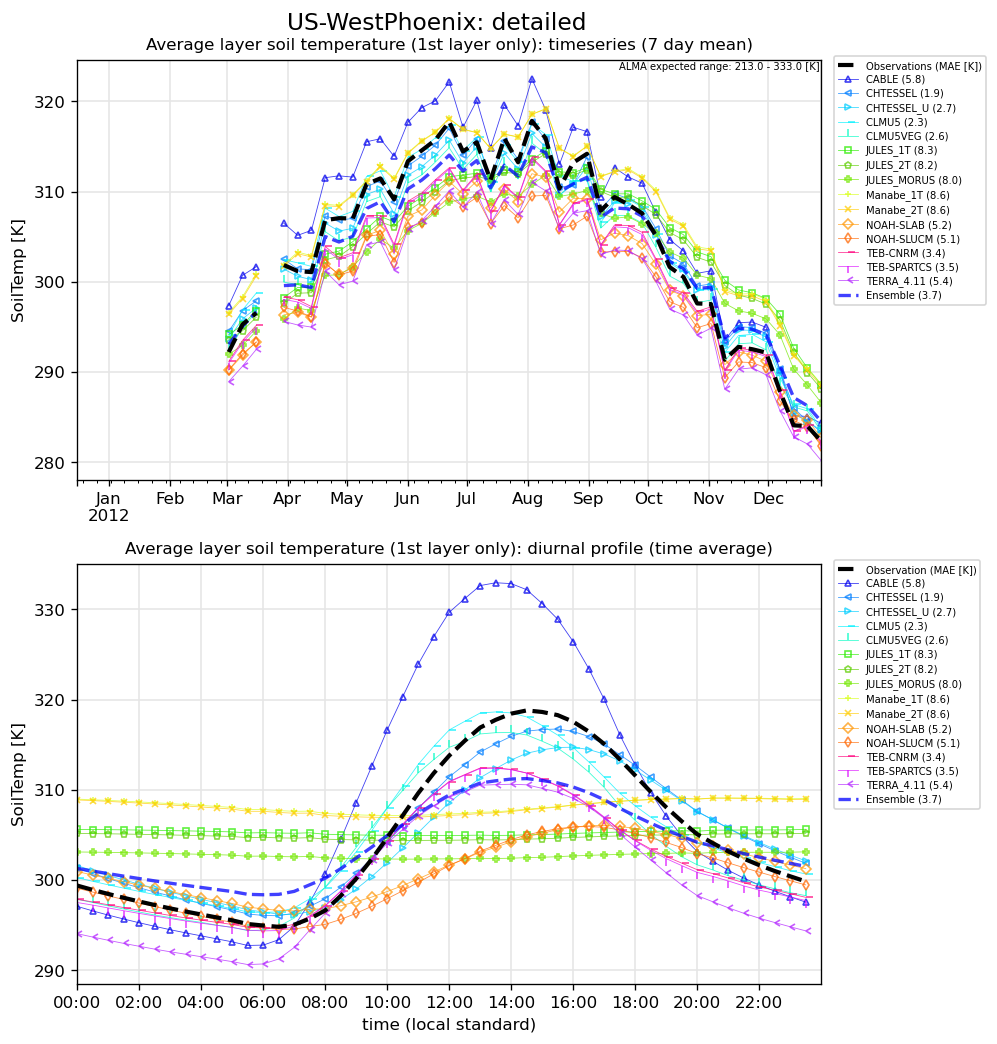 US-WestPhoenix: detailed
Average layer soil temperature (1st layer only): timeseries (7 day mean)
ALMA expected range: 213.0 - 333.0 [K]
SoilTemp [K]
320
310
300
290
280
Jan Feb Mar Apr May Jun Jul Aug Sep Oct Nov Dec
2012
Observations (MAE [K])
CABLE (5.8)
CHTESSEL (1.9)
CHTESSEL_U (2.7)
CLMU5 (2.3)
CLMU5VEG (2.6)
JULES_1T (8.3)
JULES_2T (8.2)
JULES_MORUS (8.0)
Manabe_1T (8.6)
Manabe_2T (8.6)
NOAH-SLAB (5.2)
NOAH-SLUCM (5.1)
TEB-CNRM (3.4)
TEB-SPARTCS (3.5)
TERRA_4.11 (5.4)
Ensemble (3.7)
Average layer soil temperature (1st layer only): diurnal profile (time average)
SoilTemp [K]
330
320
310
300
290
00:00 02:00 04:00 06:00 08:00 10:00 12:00 14:00 16:00 18:00 20:00 22:00
time (local standard)
Observation (MAE [K])
CABLE (5.8)
CHTESSEL (1.9)
CHTESSEL_U (2.7)
CLMU5 (2.3)
CLMU5VEG (2.6)
JULES_1T (8.3)
JULES_2T (8.2)
JULES_MORUS (8.0)
Manabe_1T (8.6)
Manabe_2T (8.6)
NOAH-SLAB (5.2)
NOAH-SLUCM (5.1)
TEB-CNRM (3.4)
TEB-SPARTCS (3.5)
TERRA_4.11 (5.4)
Ensemble (3.7)